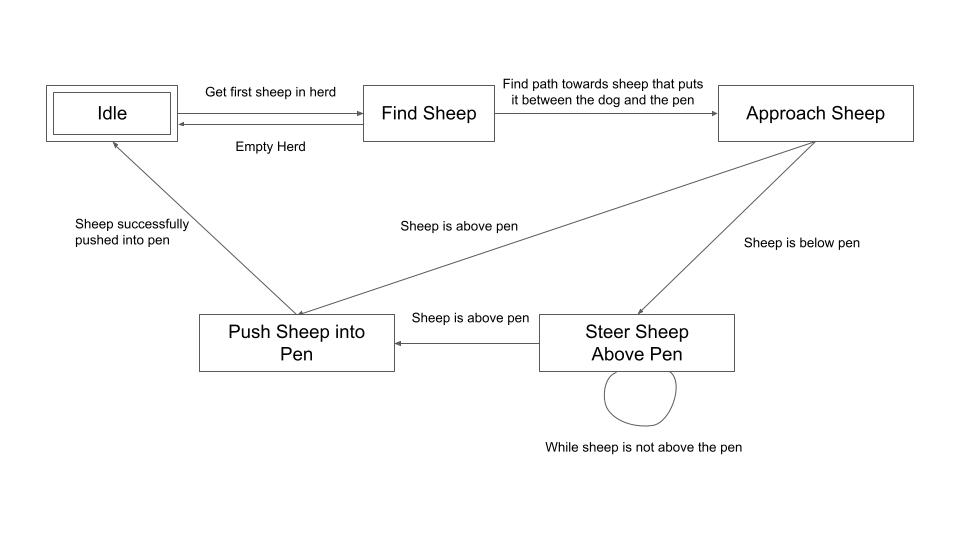 Get first sheep in herd
Find path towards sheep that puts
it between the dog and the pen
Idle
Find Sheep
Approach Sheep
Empty Herd
Sheep successfully
pushed into pen
Sheep is above pen
Sheep is below pen
Push Sheep into
Pen
Sheep is above pen
Steer Sheep
Above Pen
While sheep is not above the pen